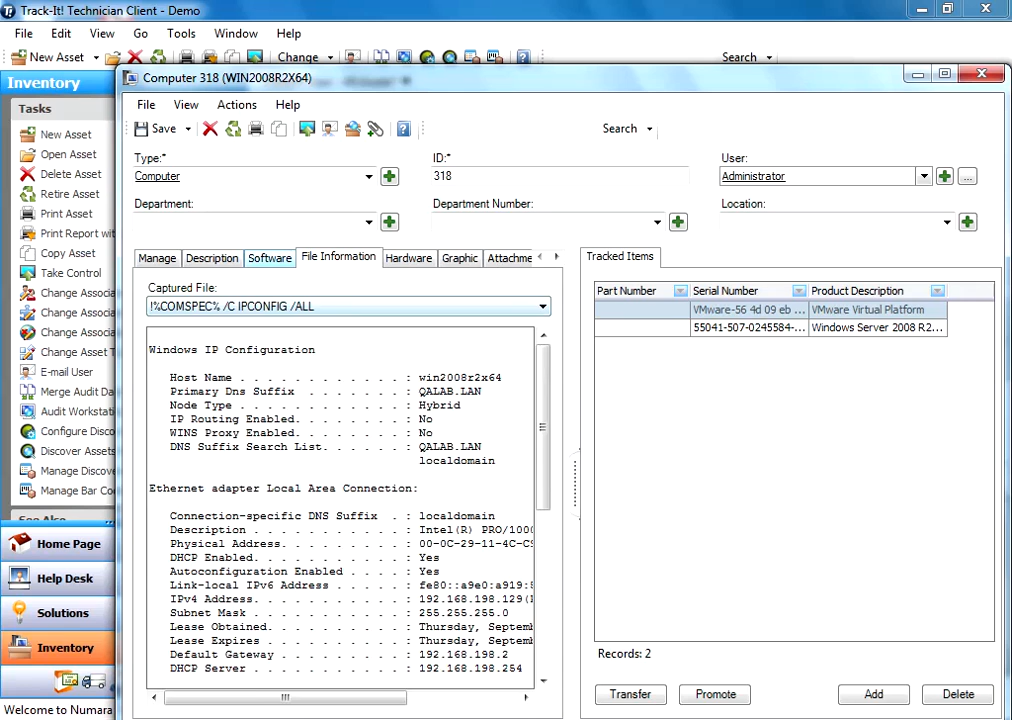 Track-It! Technician Client - Demo
File Edit View Go Tools Window Help
New Asset Change Search
Inventory
Tasks
New Asset
Open Asset
Delete Asset
Retire Asset
Print Asset
Print Report wit
Copy Asset
Take Control
Change Associa
Change Associa
Change Associa
Change Asset T
E-mail User
Merge Audit Da
Audit Workstati
Configure Disco
Discover Assets
Manage Discove
Manage Bar Co
See Also
Home Page
Help Desk
Solutions
Inventory
Welcome to Numara
Computer 318 (WIN2008R2X64)
File View Actions Help
Save Search
Type:* ID:* User:
Computer 318 Administrator
Department: Department Number: Location:
Manage Description Software File Information Hardware Graphic Attachme
Captured File:
!%COMSPEC% /C IPCONFIG /ALL
Windows IP Configuration
Host Name . . . . . . . . . . . . : win2008r2x64
Primary Dns Suffix . . . . . . . : QALAB.LAN
Node Type . . . . . . . . . . . . : Hybrid
IP Routing Enabled. . . . . . . . : No
WINS Proxy Enabled. . . . . . . . : No
DNS Suffix Search List. . . . . . : QALAB.LAN
localdomain
Ethernet adapter Local Area Connection:
Connection-specific DNS Suffix . : localdomain
Description . . . . . . . . . . . : Intel(R) PRO/100
Physical Address. . . . . . . . . : 00-0C-29-11-4C-C
DHCP Enabled. . . . . . . . . . . : Yes
Autoconfiguration Enabled . . . . : Yes
Link-local IPv6 Address . . . . . : fe80::a9e0:a919:
IPv4 Address. . . . . . . . . . . : 192.168.198.129(
Subnet Mask . . . . . . . . . . . : 255.255.255.0
Lease Obtained. . . . . . . . . . : Thursday, Septem
Lease Expires . . . . . . . . . . : Thursday, Septem
Default Gateway . . . . . . . . . : 192.168.198.2
DHCP Server . . . . . . . . . . . : 192.168.198.254
Tracked Items
Part Number Serial Number Product Description
VMware-56 4d 09 eb ... VMware Virtual Platform
55041-507-0245584-... Windows Server 2008 R2...
Records: 2
Transfer Promote Add Delete